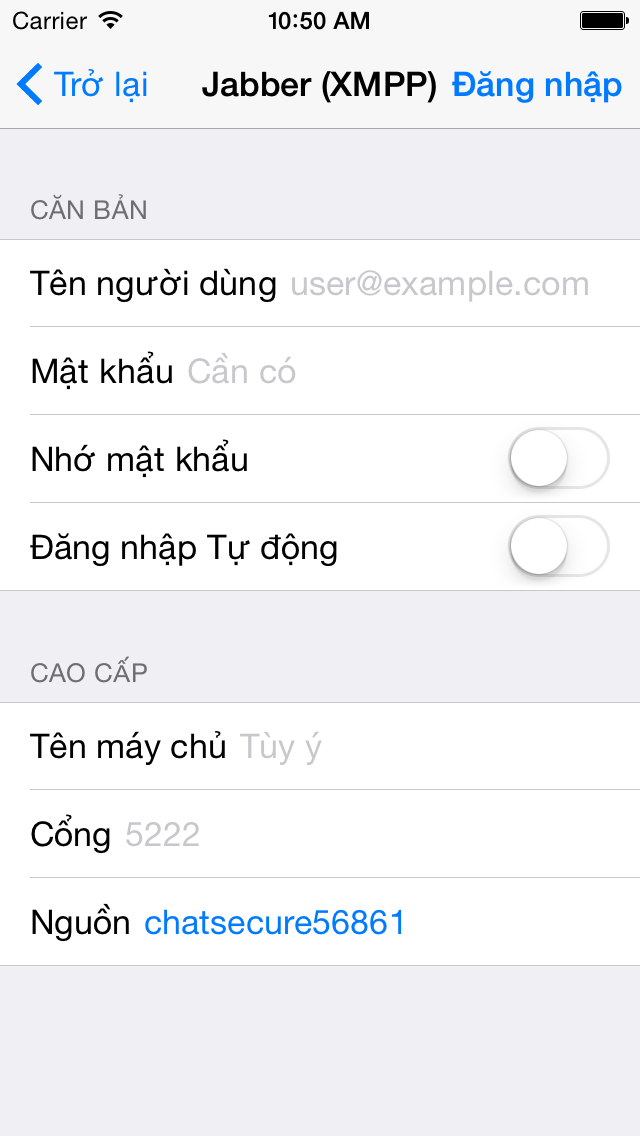 Carrier 10:50 AM
Trở lại Jabber (XMPP) Đăng nhập
CĂN BẢN
Tên người dùng user@example.com
Mật khẩu Cần có
Nhớ mật khẩu
Đăng nhập Tự động
CAO CẤP
Tên máy chủ Tùy ý
Cổng 5222
Nguồn chatsecure56861